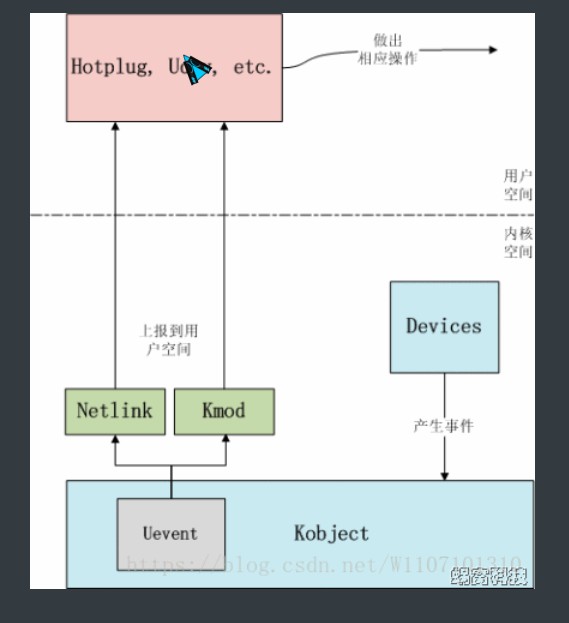 Hotplug, Udev, etc.
做出
相应操作
用户
空间
内核
空间
Devices
上报到用
户空间
Netlink
Kmod
产生事件
Uevent
Kobject
https://blog.csdn.net/W1107101310
蜗窝科技